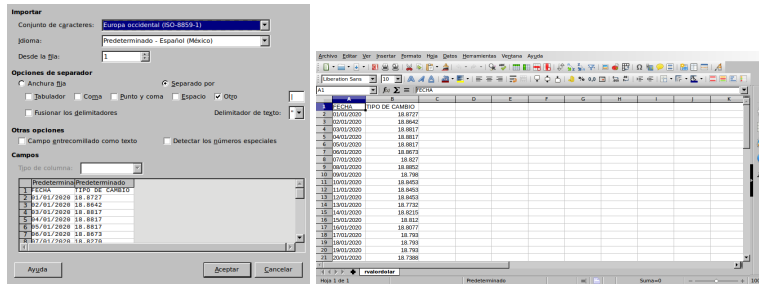 Importar
Conjunto de caracteres: Europa occidental (ISO-8859-1)
Idioma: Predeterminado - Español (México)
Desde la fila: 1
Opciones de separador
Anchura fija Separado por
Tabulador Coma Punto y coma Espacio Otro |
Fusionar los delimitadores Delimitador de texto: "
Otras opciones
Campo entrecomillado como texto Detectar los números especiales
Campos
Tipo de columna:
Predetermina Predeterminado
1 FECHA TIPO DE CAMBIO
2 01/01/2020 18.8727
3 02/01/2020 18.8642
4 03/01/2020 18.8817
5 04/01/2020 18.8817
6 05/01/2020 18.8817
7 06/01/2020 18.8673
8 07/01/2020 18.8270
Ayuda Aceptar Cancelar
Archivo Editar Ver Insertar Formato Hoja Datos Herramientas Ventana Ayuda
Liberation Sans 10
A1 FECHA
A B C D E F G H I J K
1 FECHA TIPO DE CAMBIO
2 01/01/2020 18.8727
3 02/01/2020 18.8642
4 03/01/2020 18.8817
5 04/01/2020 18.8817
6 05/01/2020 18.8817
7 06/01/2020 18.8673
8 07/01/2020 18.827
9 08/01/2020 18.8852
10 09/01/2020 18.798
11 10/01/2020 18.8453
12 11/01/2020 18.8453
13 12/01/2020 18.8453
14 13/01/2020 18.7732
15 14/01/2020 18.8215
16 15/01/2020 18.812
17 16/01/2020 18.8077
18 17/01/2020 18.793
19 18/01/2020 18.793
20 19/01/2020 18.793
21 20/01/2020 18.7388
rvalordolar
Hoja 1 de 1 Predeterminado Suma=0 100